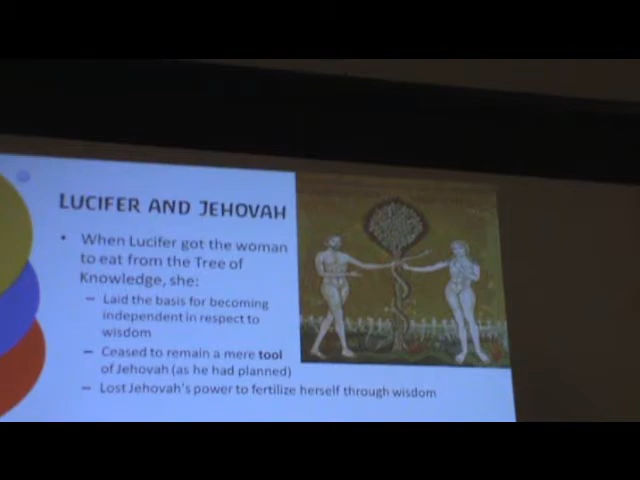 LUCIFER AND JEHOVAH
• When Lucifer got the woman
to eat from the Tree of
Knowledge, she:
– Laid the basis for becoming
independent in respect to
wisdom
– Ceased to remain a mere tool
of Jehovah (as he had planned)
– Lost Jehovah's power to fertilize herself through wisdom